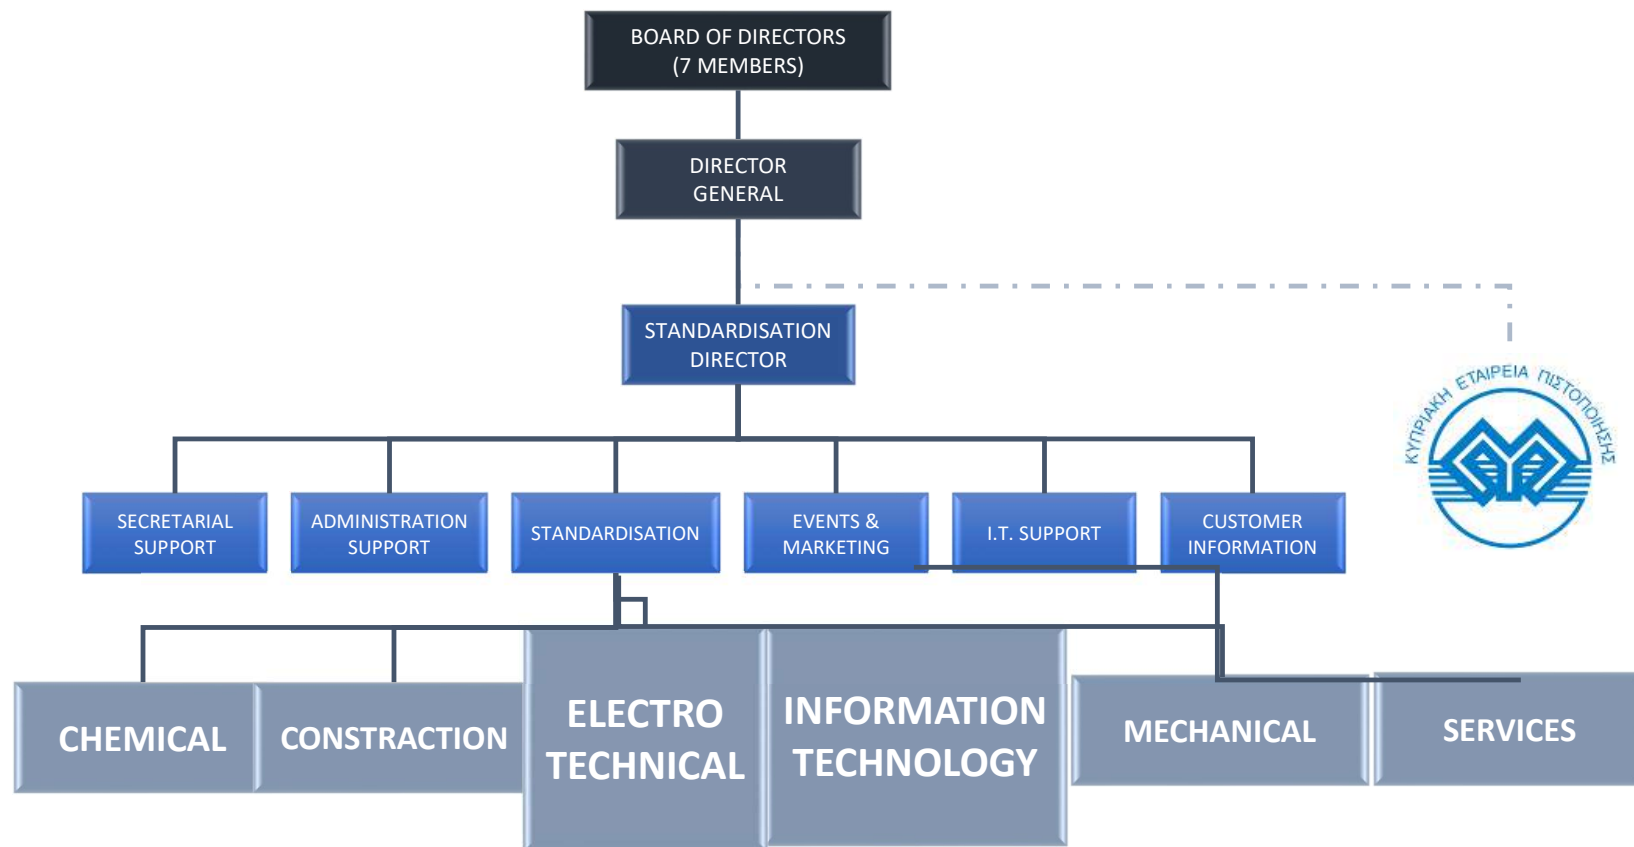 BOARD OF DIRECTORS
(7 MEMBERS)
DIRECTOR
GENERAL
STANDARDISATION
DIRECTOR
ΚΥΠΡΙΑΚΗ ΕΤΑΙΡΕΙΑ ΠΙΣΤΟΠΟΙΗΣΗΣ
SECRETARIAL
SUPPORT
ADMINISTRATION
SUPPORT
STANDARDISATION
EVENTS &
MARKETING
I.T. SUPPORT
CUSTOMER
INFORMATION
CHEMICAL
CONSTRACTION
ELECTRO
TECHNICAL
INFORMATION
TECHNOLOGY
MECHANICAL
SERVICES